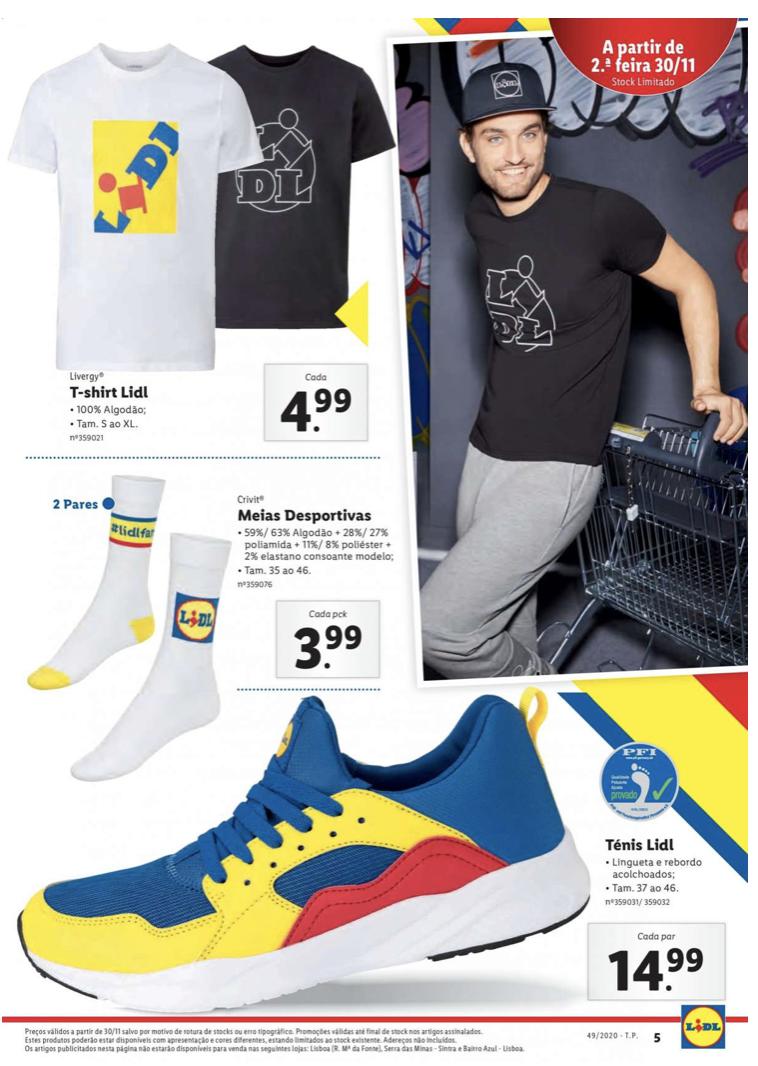 A partir de
2.ª feira 30/11
Stock Limitado
LIDL
LIDL
LIDL
LIDL
Livergy®
T-shirt Lidl
• 100% Algodão;
• Tam. S ao XL.
nº359021
Cada
4.99
2 Pares
#lidlfan
LIDL
Crivit®
Meias Desportivas
• 59%/ 63% Algodão + 28%/ 27%
poliamida + 11%/ 8% poliéster +
2% elastano consoante modelo;
• Tam. 35 ao 46.
nº359076
Cada pck
3.99
PFI
provado
Ténis Lidl
• Lingueta e rebordo
acolchoados;
• Tam. 37 ao 46.
nº359031/ 359032
Cada par
14.99
Preços válidos a partir de 30/11 salvo por motivo de rotura de stocks ou erro tipográfico. Promoções válidas até final de stock nos artigos assinalados.
Estes produtos poderão estar disponíveis com apresentação e cores diferentes, estando limitados ao stock existente. Adereços não incluídos.
Os artigos publicitados nesta página não estarão disponíveis para venda nas seguintes lojas: Lisboa (R. Mª da Fonte), Serra das Minas - Sintra e Bairro Azul - Lisboa.
49/2020 - T.P. 5
LIDL